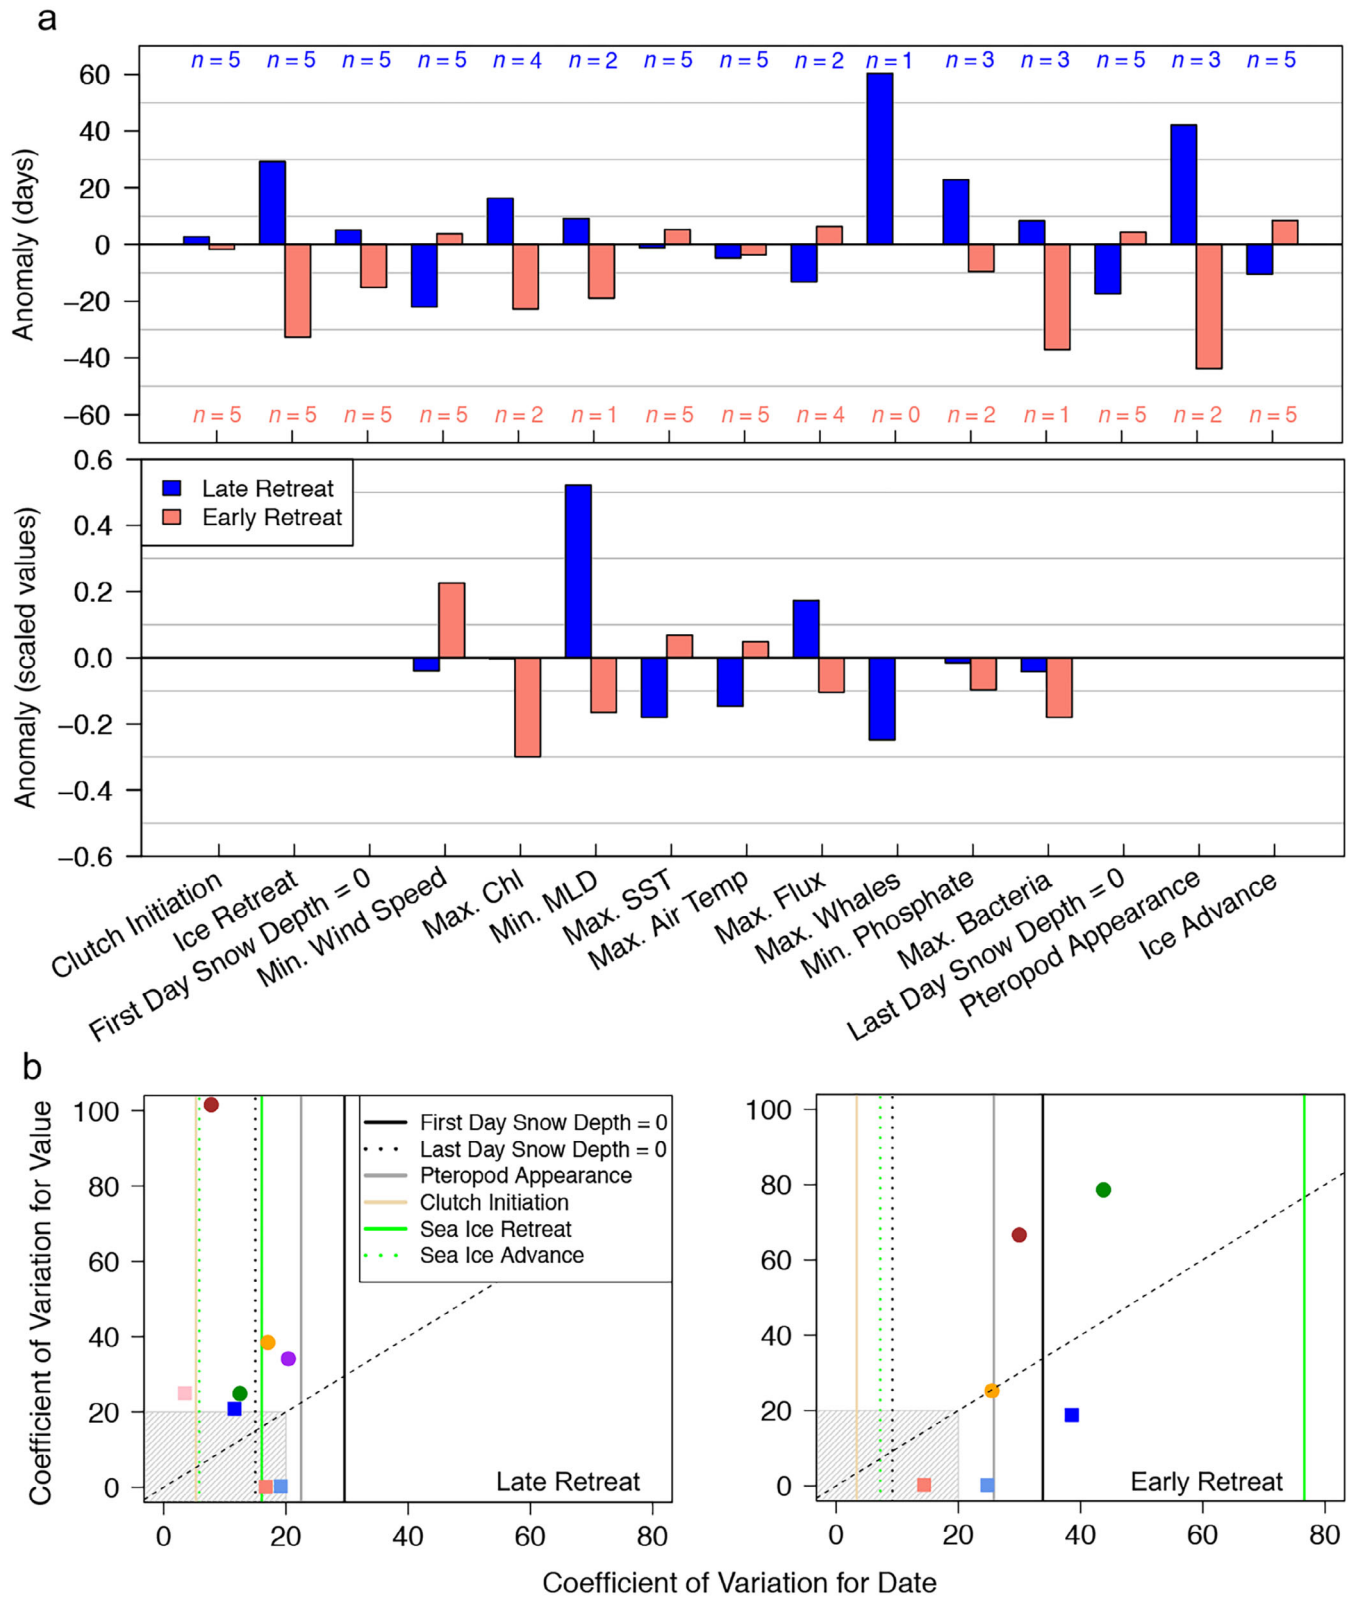 a
n = 5 n = 5 n = 5 n = 5 n = 4 n = 2 n = 5 n = 5 n = 2 n = 1 n = 3 n = 3 n = 5 n = 3 n = 5
60
40
20
0
−20
−40
−60
Anomaly (days)
n = 5 n = 5 n = 5 n = 5 n = 2 n = 1 n = 5 n = 5 n = 4 n = 0 n = 2 n = 1 n = 5 n = 2 n = 5
0.6
0.4
0.2
0.0
−0.2
−0.4
−0.6
Anomaly (scaled values)
Late Retreat
Early Retreat
Clutch Initiation
Ice Retreat
First Day Snow Depth = 0
Min. Wind Speed
Max. Chl
Min. MLD
Max. SST
Max. Air Temp
Max. Flux
Max. Whales
Min. Phosphate
Max. Bacteria
Last Day Snow Depth = 0
Pteropod Appearance
Ice Advance
b
Coefficient of Variation for Value
100
80
60
40
20
0
First Day Snow Depth = 0
Last Day Snow Depth = 0
Pteropod Appearance
Clutch Initiation
Sea Ice Retreat
Sea Ice Advance
Late Retreat
0 20 40 60 80
100
80
60
40
20
0
Early Retreat
0 20 40 60 80
Coefficient of Variation for Date